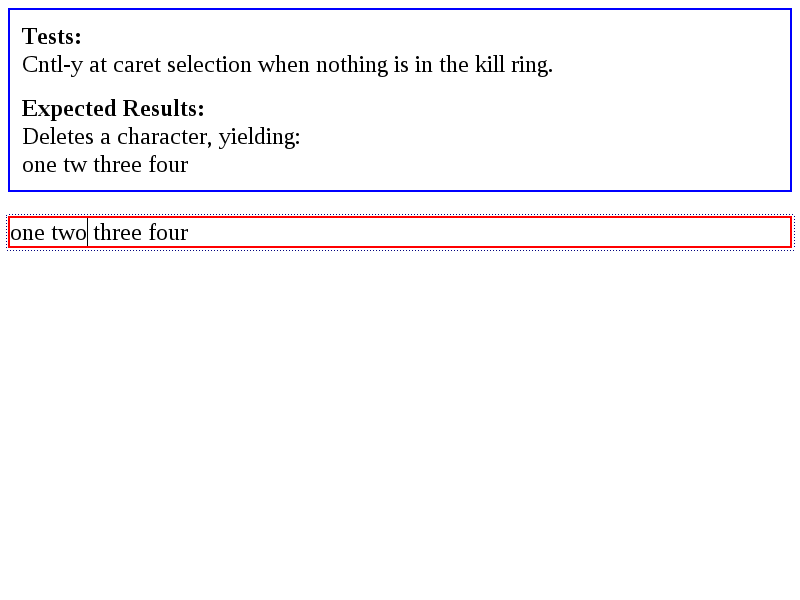 Tests:
Cntl-y at caret selection when nothing is in the kill ring.
Expected Results:
Deletes a character, yielding:
one tw three four
one two three four